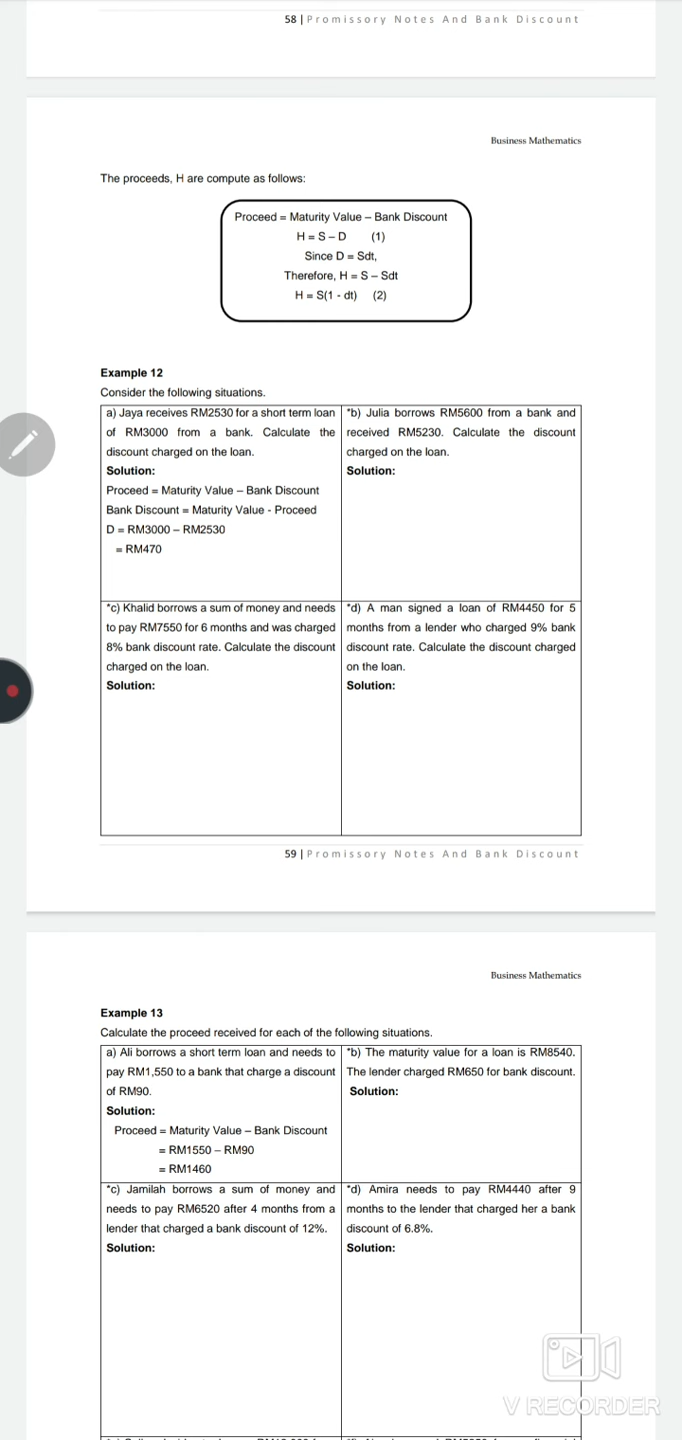 58 | Promissory Notes And Bank Discount
Business Mathematics
The proceeds, H are compute as follows:
Proceed = Maturity Value – Bank Discount
H = S – D (1)
Since D = Sdt,
Therefore, H = S – Sdt
H = S(1 - dt) (2)
Example 12
Consider the following situations.
a) Jaya receives RM2530 for a short term loan
of RM3000 from a bank. Calculate the
discount charged on the loan.
Solution:
Proceed = Maturity Value – Bank Discount
Bank Discount = Maturity Value - Proceed
D = RM3000 – RM2530
= RM470
*b) Julia borrows RM5600 from a bank and
received RM5230. Calculate the discount
charged on the loan.
Solution:
*c) Khalid borrows a sum of money and needs
to pay RM7550 for 6 months and was charged
8% bank discount rate. Calculate the discount
charged on the loan.
Solution:
*d) A man signed a loan of RM4450 for 5
months from a lender who charged 9% bank
discount rate. Calculate the discount charged
on the loan.
Solution:
59 | Promissory Notes And Bank Discount
Business Mathematics
Example 13
Calculate the proceed received for each of the following situations.
a) Ali borrows a short term loan and needs to
pay RM1,550 to a bank that charge a discount
of RM90.
Solution:
Proceed = Maturity Value – Bank Discount
= RM1550 – RM90
= RM1460
*b) The maturity value for a loan is RM8540.
The lender charged RM650 for bank discount.
Solution:
*c) Jamilah borrows a sum of money and
needs to pay RM6520 after 4 months from a
lender that charged a bank discount of 12%.
Solution:
*d) Amira needs to pay RM4440 after 9
months to the lender that charged her a bank
discount of 6.8%.
Solution:
V RECORDER